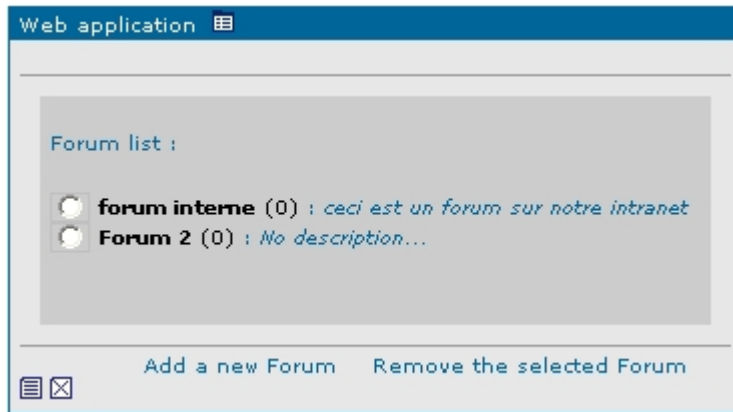 Web application
Forum list :
forum interne (0) : ceci est un forum sur notre intranet
Forum 2 (0) : No description...
Add a new Forum Remove the selected Forum